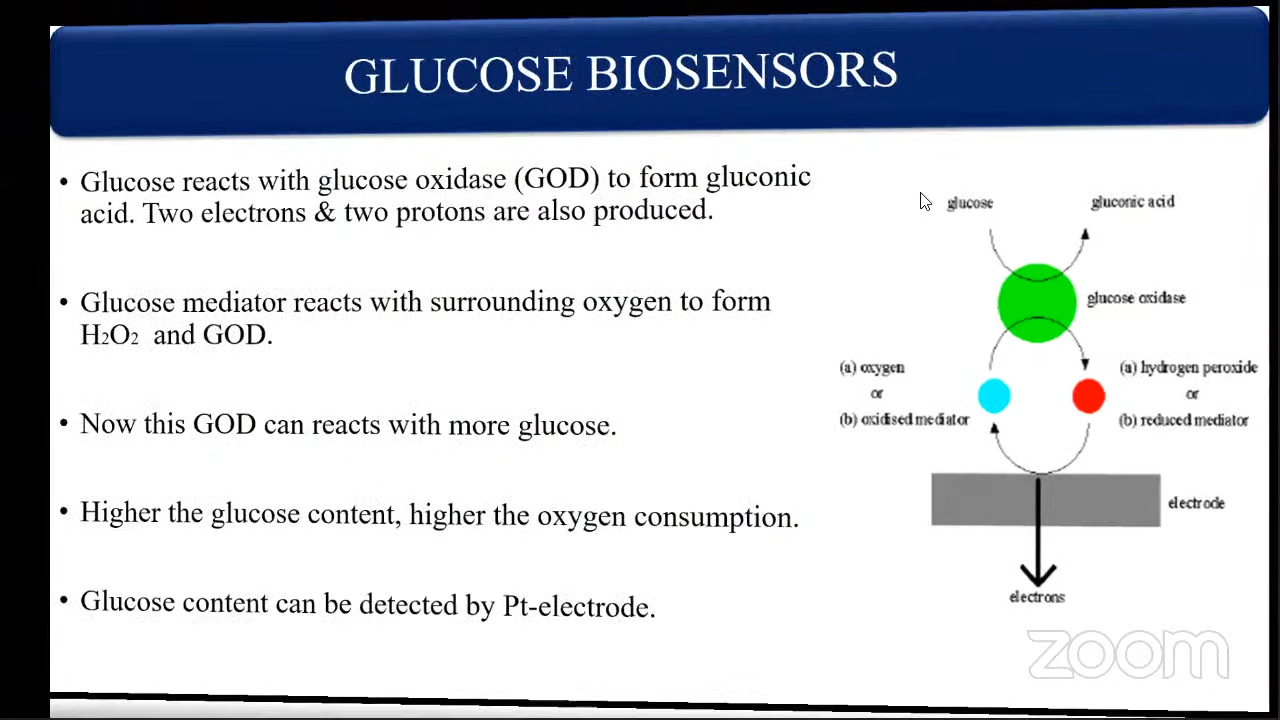 GLUCOSE BIOSENSORS
• Glucose reacts with glucose oxidase (GOD) to form gluconic
acid. Two electrons & two protons are also produced.
• Glucose mediator reacts with surrounding oxygen to form
H₂O₂ and GOD.
• Now this GOD can reacts with more glucose.
• Higher the glucose content, higher the oxygen consumption.
• Glucose content can be detected by Pt-electrode.
glucose
gluconic acid
glucose oxidase
(a) oxygen
or
(b) oxidised mediator
(a) hydrogen peroxide
or
(b) reduced mediator
electrode
electrons
zoom